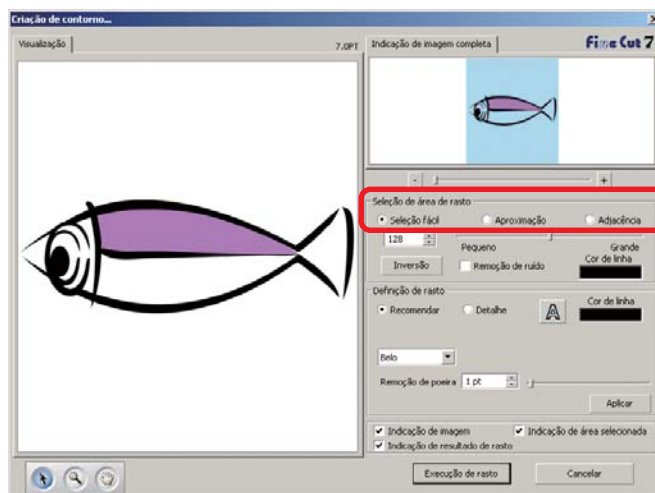 Criação de contorno...
Visualização
7.0PT
Indicação de imagem completa
Fine Cut 7
- +
Seleção de área de rasto
Seleção fácil Aproximação Adjacência
128
Pequeno Grande
Inversão Remoção de ruído Cor de linha
Definição de rasto
Recomendar Detalhe A Cor de linha
Belo
Remoção de poeira 1 pt
Aplicar
Indicação de imagem Indicação de área selecionada
Indicação de resultado de rasto
Execução de rasto Cancelar